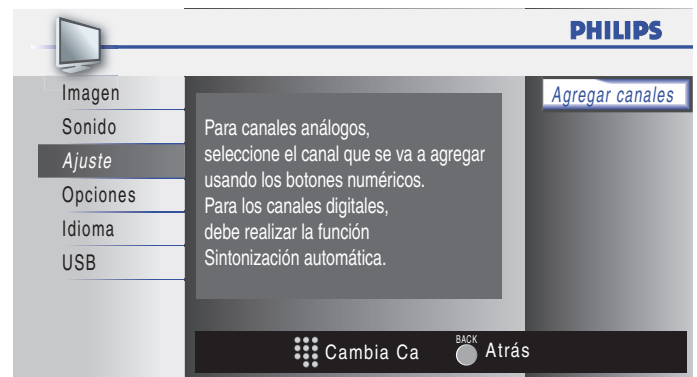 PHILIPS
Imagen
Sonido
Ajuste
Opciones
Idioma
USB
Para canales análogos,
seleccione el canal que se va a agregar
usando los botones numéricos.
Para los canales digitales,
debe realizar la función
Sintonización automática.
Agregar canales
Cambia Ca
BACK Atrás